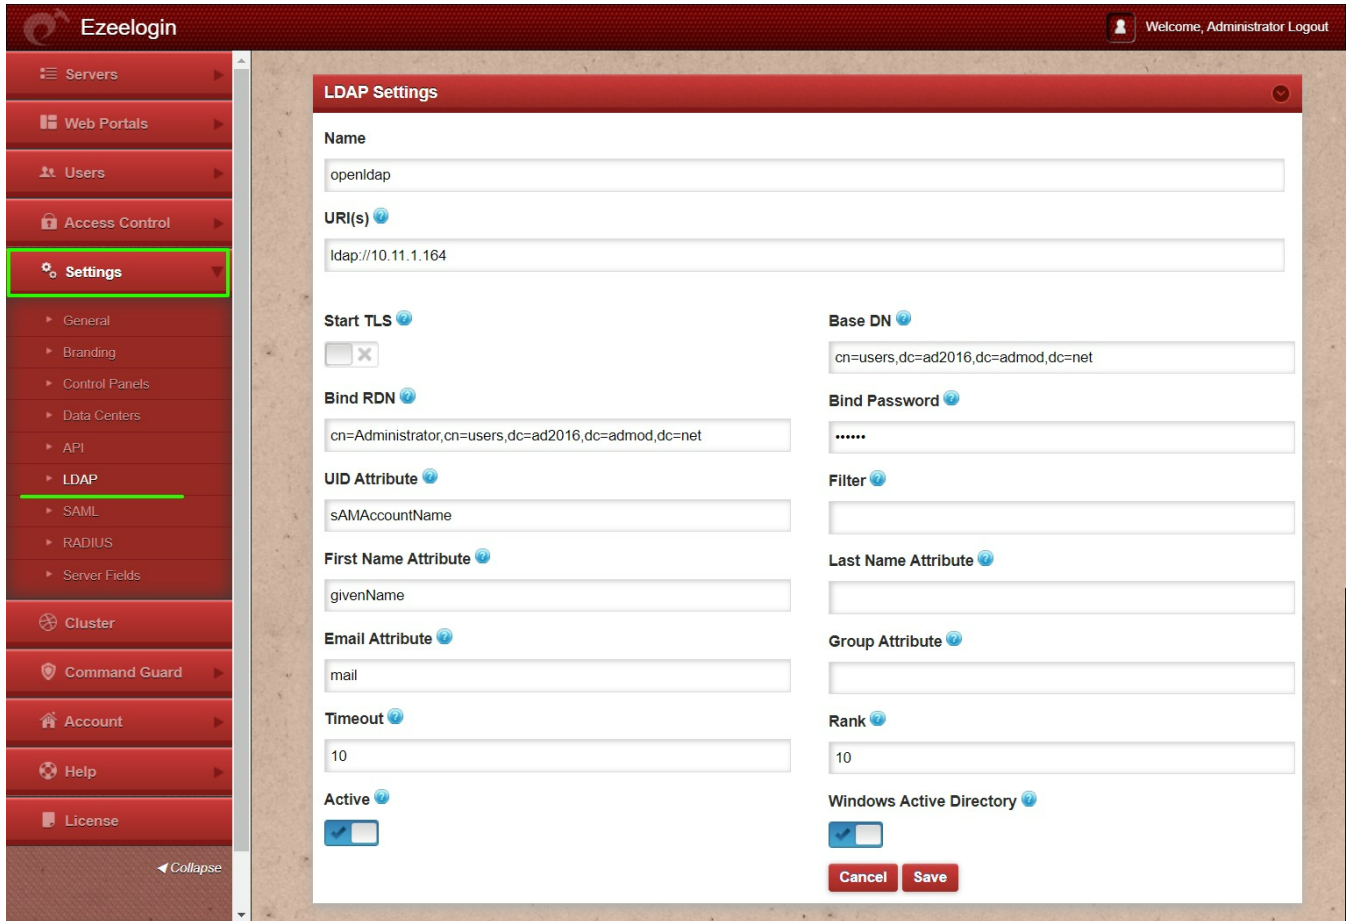 Ezeelogin
Welcome, Administrator Logout
Servers
Web Portals
Users
Access Control
Settings
General
Branding
Control Panels
Data Centers
API
LDAP
SAML
RADIUS
Server Fields
Cluster
Command Guard
Account
Help
License
Collapse
LDAP Settings
Name
openldap
URI(s)
ldap://10.11.1.164
Start TLS
Base DN
cn=users,dc=ad2016,dc=admod,dc=net
Bind RDN
Bind Password
cn=Administrator,cn=users,dc=ad2016,dc=admod,dc=net
••••••
UID Attribute
Filter
sAMAccountName
First Name Attribute
Last Name Attribute
givenName
Email Attribute
Group Attribute
mail
Timeout
Rank
10
10
Active
Windows Active Directory
Cancel Save